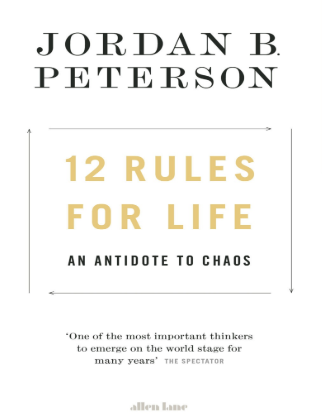 JORDAN B.
PETERSON
12 RULES
FOR LIFE
AN ANTIDOTE TO CHAOS
‘One of the most important thinkers
to emerge on the world stage for
many years’ THE SPECTATOR
allen lane